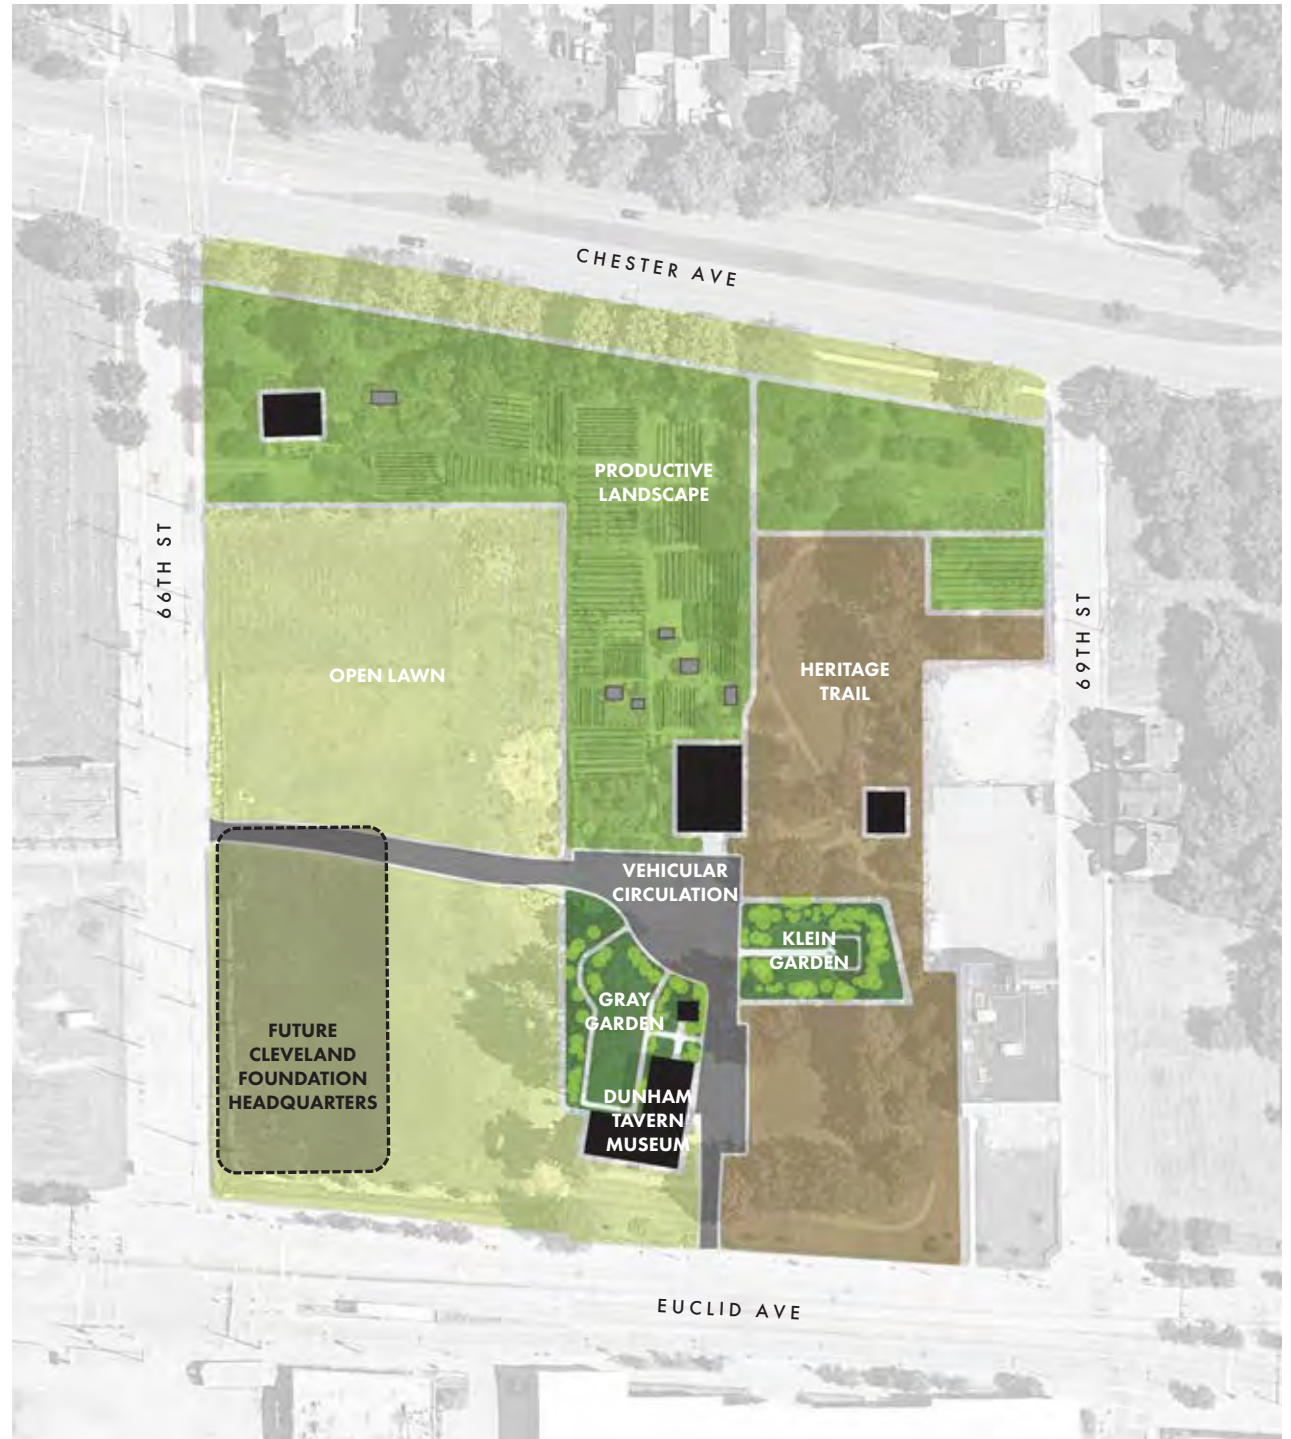 CHESTER AVE
PRODUCTIVE
LANDSCAPE
66TH ST
69TH ST
OPEN LAWN
HERITAGE
TRAIL
VEHICULAR
CIRCULATION
KLEIN
GARDEN
GRAY
GARDEN
FUTURE
CLEVELAND
FOUNDATION
HEADQUARTERS
DUNHAM
TAVERN
MUSEUM
EUCLID AVE